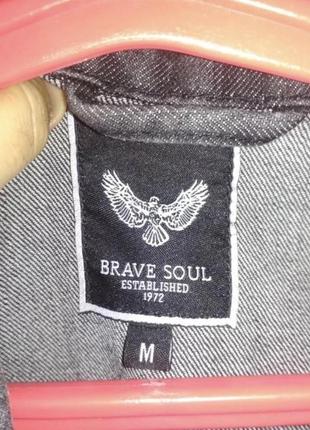 BRAVE SOUL
ESTABLISHED
1972
M